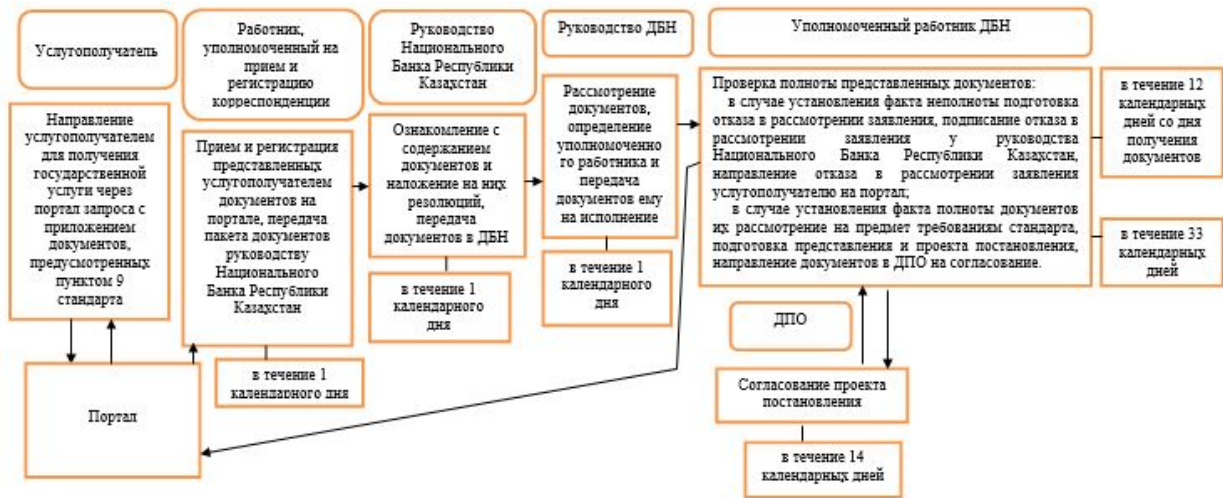 Услугополучатель
Работник,
уполномоченный на
прием и
регистрацию
корреспонденции
Руководство
Национального
Банка Республики
Казахстан
Руководство ДБН
Уполномоченный работник ДБН
Направление
услугополучателем
для получения
государственной
услуги через
портал запроса с
приложением
документов,
предусмотренных
пунктом 9
стандарта
Прием и регистрация
представленных
услугополучателем
документов на
портале, передача
пакета документов
руководству
Национального
Банка Республики
Казахстан
Ознакомление с
содержанием
документов и
наложение на них
резолюций,
передача
документов в ДБН
Рассмотрение
документов,
определение
уполномоченно
го работника и
передача
документов ему
на исполнение
Проверка полноты представленных документов:
в случае установления факта неполноты подготовка
отказа в рассмотрении заявления, подписание отказа в
рассмотрении заявления у руководства
Национального Банка Республики Казахстан,
направление отказа в рассмотрении заявления
услугополучателю на портал;
в случае установления факта полноты документов
их рассмотрение на предмет требованиям стандарта,
подготовка представления и проекта постановления,
направление документов в ДПО на согласование.
в течение 12
календарных
дней со дня
получения
документов
в течение 33
календарных
дней
в течение 1
календарного дня
в течение 1
календарного
дня
в течение 1
календарного
дня
ДПО
Согласование проекта
постановления
в течение 14
календарных дней
Портал